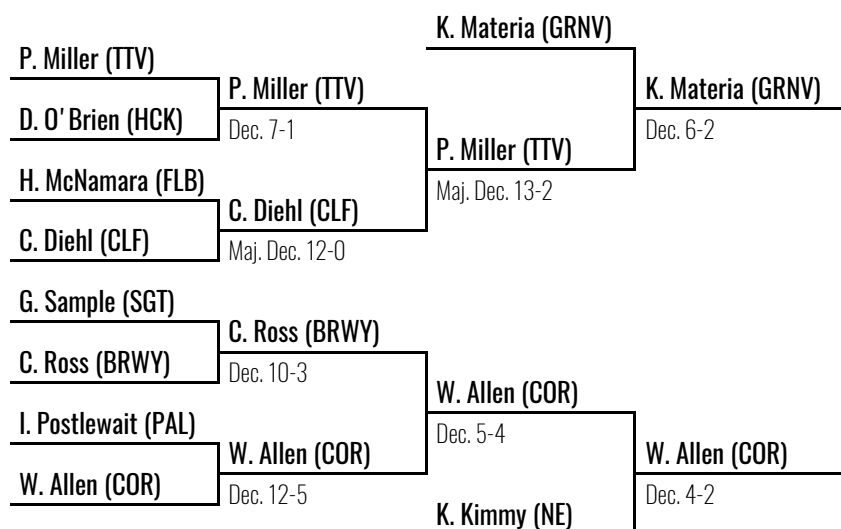 P. Miller (TTV)
D. O'Brien (HCK)
H. McNamara (FLB)
C. Diehl (CLF)
G. Sample (SGT)
C. Ross (BRWY)
I. Postlewait (PAL)
W. Allen (COR)
P. Miller (TTV)
Dec. 7-1
C. Diehl (CLF)
Maj. Dec. 12-0
C. Ross (BRWY)
Dec. 10-3
W. Allen (COR)
Dec. 12-5
K. Materia (GRNV)
P. Miller (TTV)
Maj. Dec. 13-2
W. Allen (COR)
Dec. 5-4
K. Kimmy (NE)
K. Materia (GRNV)
Dec. 6-2
W. Allen (COR)
Dec. 4-2